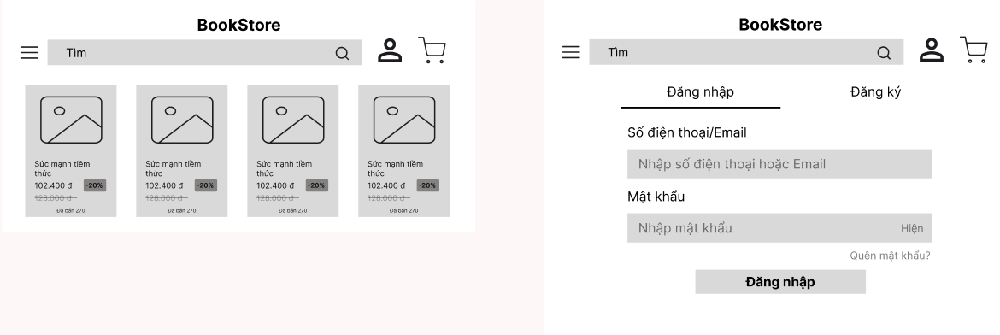 BookStore
Tìm
Sức mạnh tiềm
thức
102.400 đ -20%
128.000 đ
Đã bán 270
Sức mạnh tiềm
thức
102.400 đ -20%
128.000 đ
Đã bán 270
Sức mạnh tiềm
thức
102.400 đ -20%
128.000 đ
Đã bán 270
Sức mạnh tiềm
thức
102.400 đ -20%
128.000 đ
Đã bán 270
BookStore
Tìm
Đăng nhập Đăng ký
Số điện thoại/Email
Nhập số điện thoại hoặc Email
Mật khẩu
Nhập mật khẩu Hiện
Quên mật khẩu?
Đăng nhập